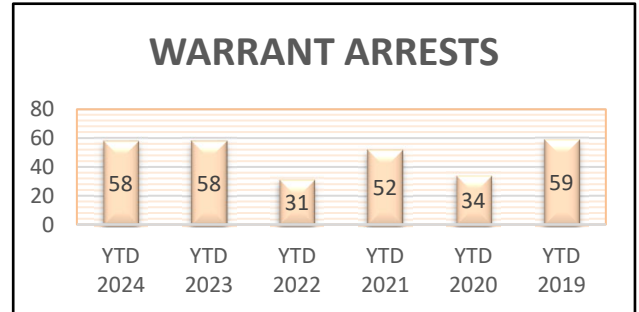 WARRANT ARRESTS
80
60
40
20
0
58
58
31
52
34
59
YTD 2024
YTD 2023
YTD 2022
YTD 2021
YTD 2020
YTD 2019